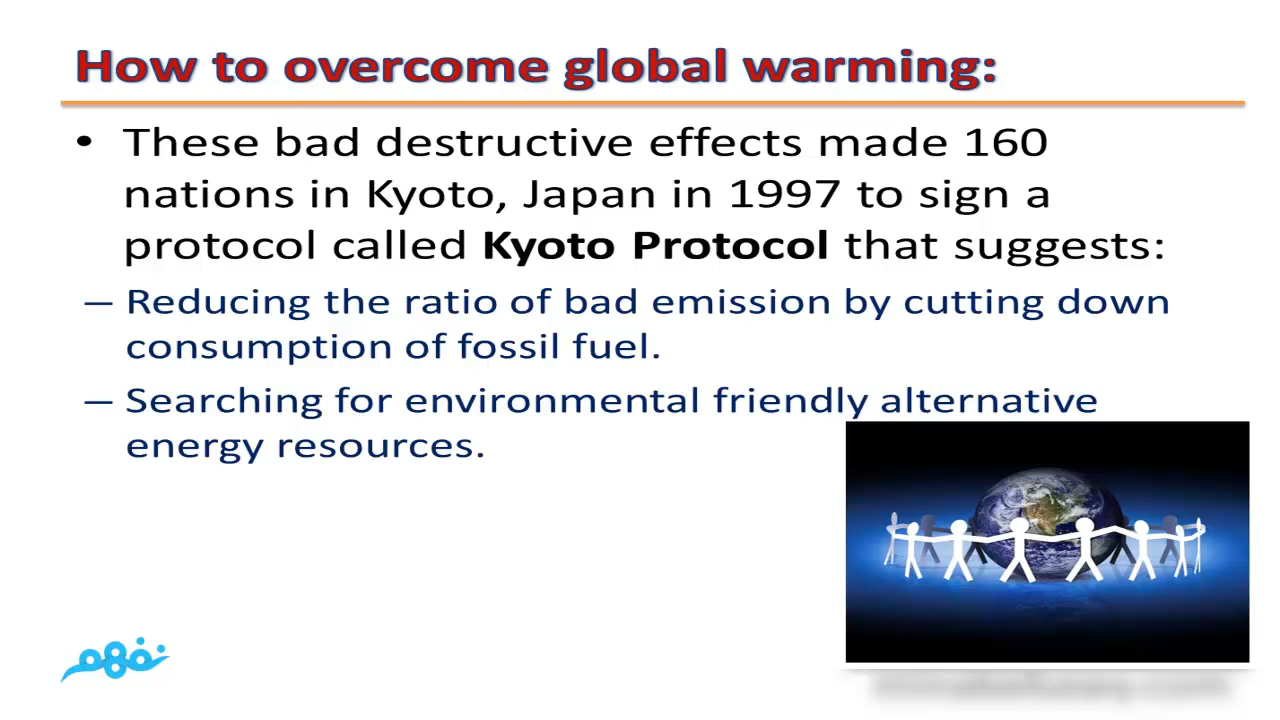 How to overcome global warming:
• These bad destructive effects made 160
nations in Kyoto, Japan in 1997 to sign a
protocol called Kyoto Protocol that suggests:
– Reducing the ratio of bad emission by cutting down
consumption of fossil fuel.
– Searching for environmental friendly alternative
energy resources.
نفهم